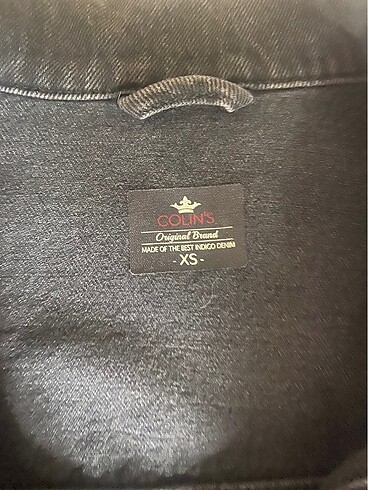 COLIN'S
Original Brand
MADE OF THE BEST INDIGO DENIM
- XS -